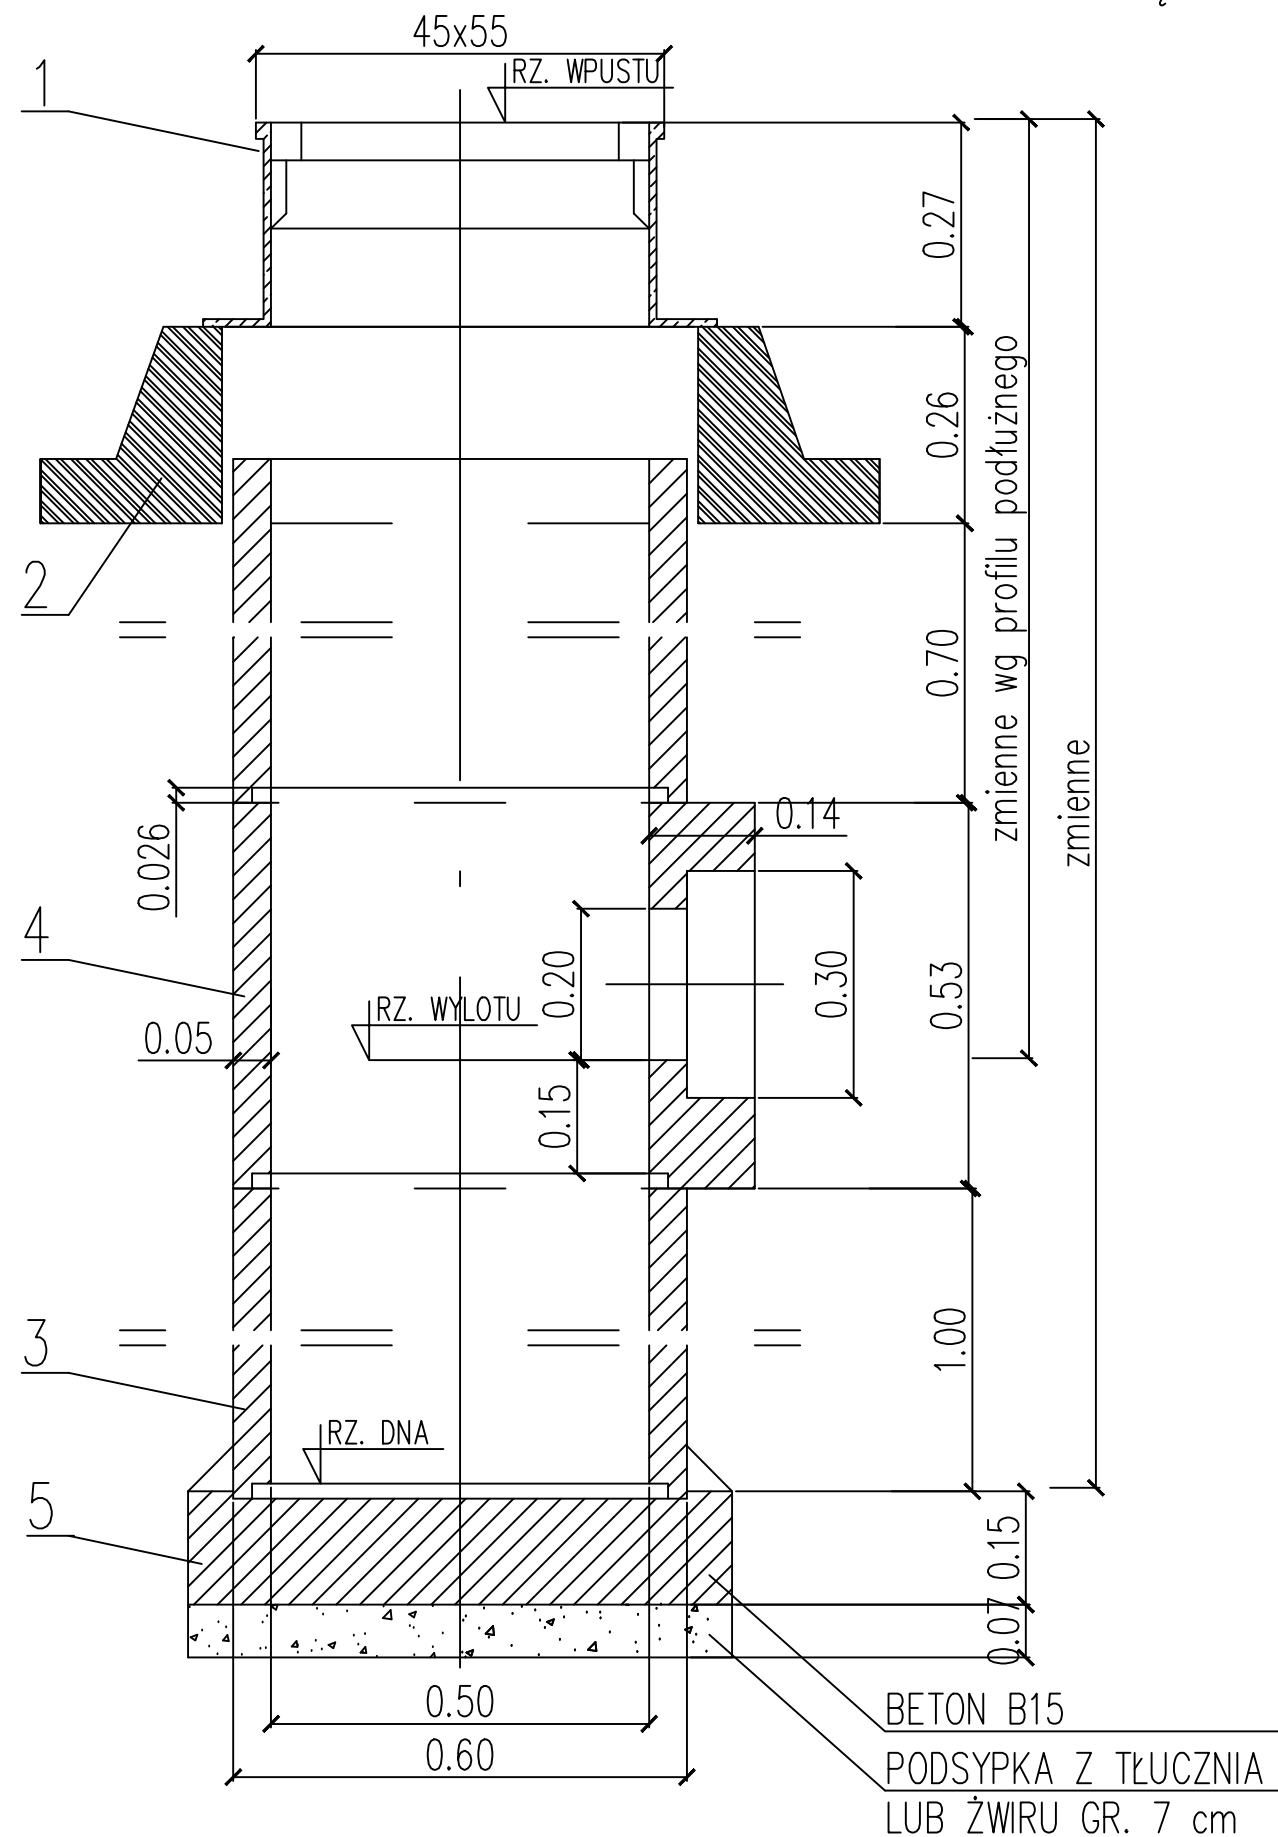 45x55
RZ. WPUSTU
1
0.27
0.26
2
zmienne wg profilu podłużnego
0.70
zmienne
0.14
0.026
4
0.20
0.30
0.53
RZ. WYLOTU
0.05
0.15
1.00
3
RZ. DNA
5
0.15
0.07
0.50
BETON B15
0.60
PODSYPKA Z TŁUCZNIA
LUB ŻWIRU GR. 7 cm